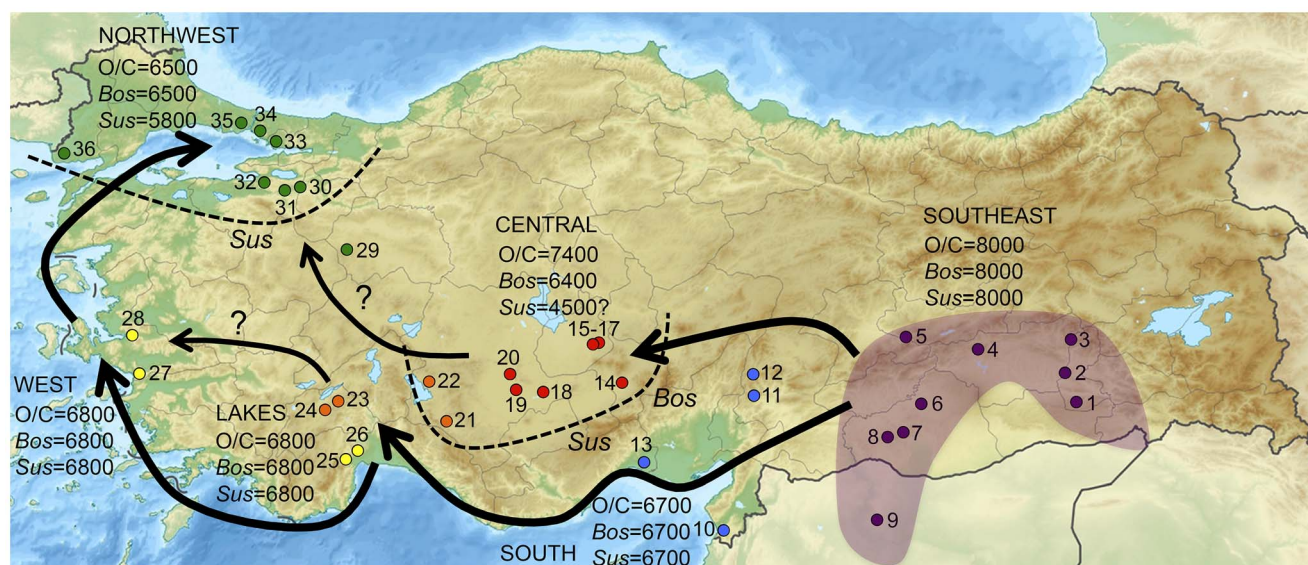 NORTHWEST
O/C=6500
Bos=6500
Sus=5800
35
34
33
36
32
30
31
Sus
29
?
CENTRAL
O/C=7400
Bos=6400
Sus=4500?
15-17
20
19
18
14
Bos
Sus
SOUTHEAST
O/C=8000
Bos=8000
Sus=8000
5
4
3
2
1
6
7
8
9
12
11
28
?
27
WEST
O/C=6800
Bos=6800
Sus=6800
22
21
23
24
LAKES
O/C=6800
Bos=6800
Sus=6800
26
25
13
O/C=6700
Bos=6700
Sus=6700
SOUTH
10